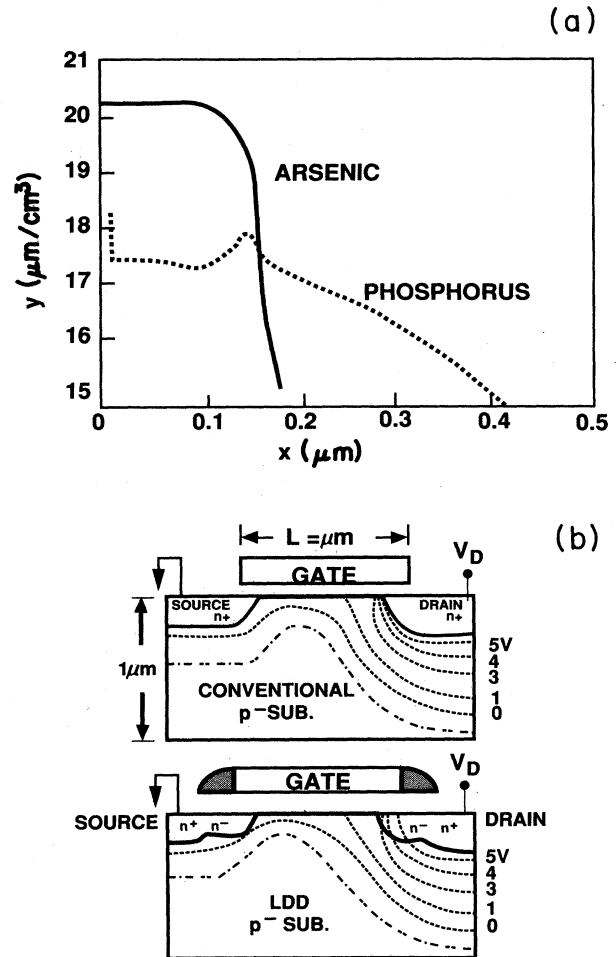 (a)
21
20
19
18
17
16
15
y (μm/cm³)
ARSENIC
PHOSPHORUS
0 0.1 0.2 0.3 0.4 0.5
x (μm)
(b)
L = μm
GATE
V_D
SOURCE
n+
DRAIN
n+
1μm
5V
4
3
1
0
CONVENTIONAL
p⁻SUB.
GATE
V_D
SOURCE n⁺ n⁻ n⁻ n⁺ DRAIN
5V
4
3
1
0
LDD
p⁻ SUB.